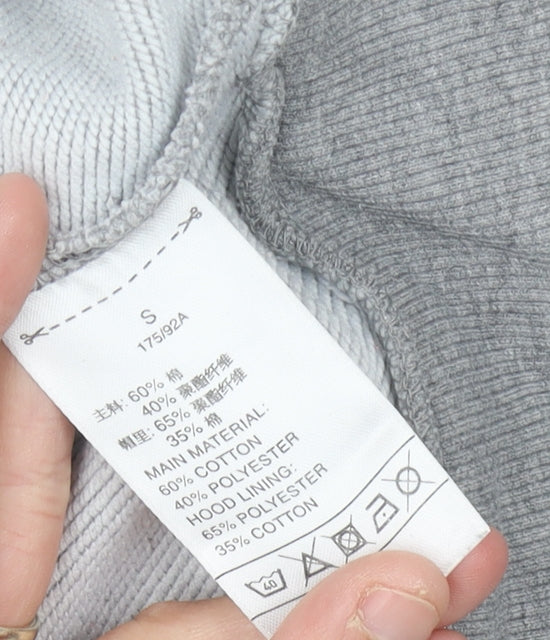 S
175/92A
主料: 60% 棉
40% 聚酯纤维
帽里: 65% 聚酯纤维
35% 棉
MAIN MATERIAL:
60% COTTON
40% POLYESTER
HOOD LINING:
65% POLYESTER
35% COTTON
40